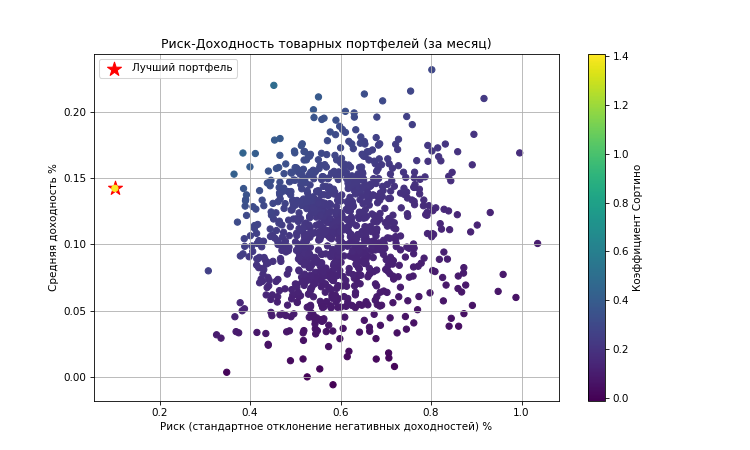 Риск-Доходность товарных портфелей (за месяц)
Лучший портфель
Средняя доходность %
0.20
0.15
0.10
0.05
0.00
0.2 0.4 0.6 0.8 1.0
Риск (стандартное отклонение негативных доходностей) %
1.4
1.2
1.0
0.8
0.6
0.4
0.2
0.0
Коэффициент Сортино